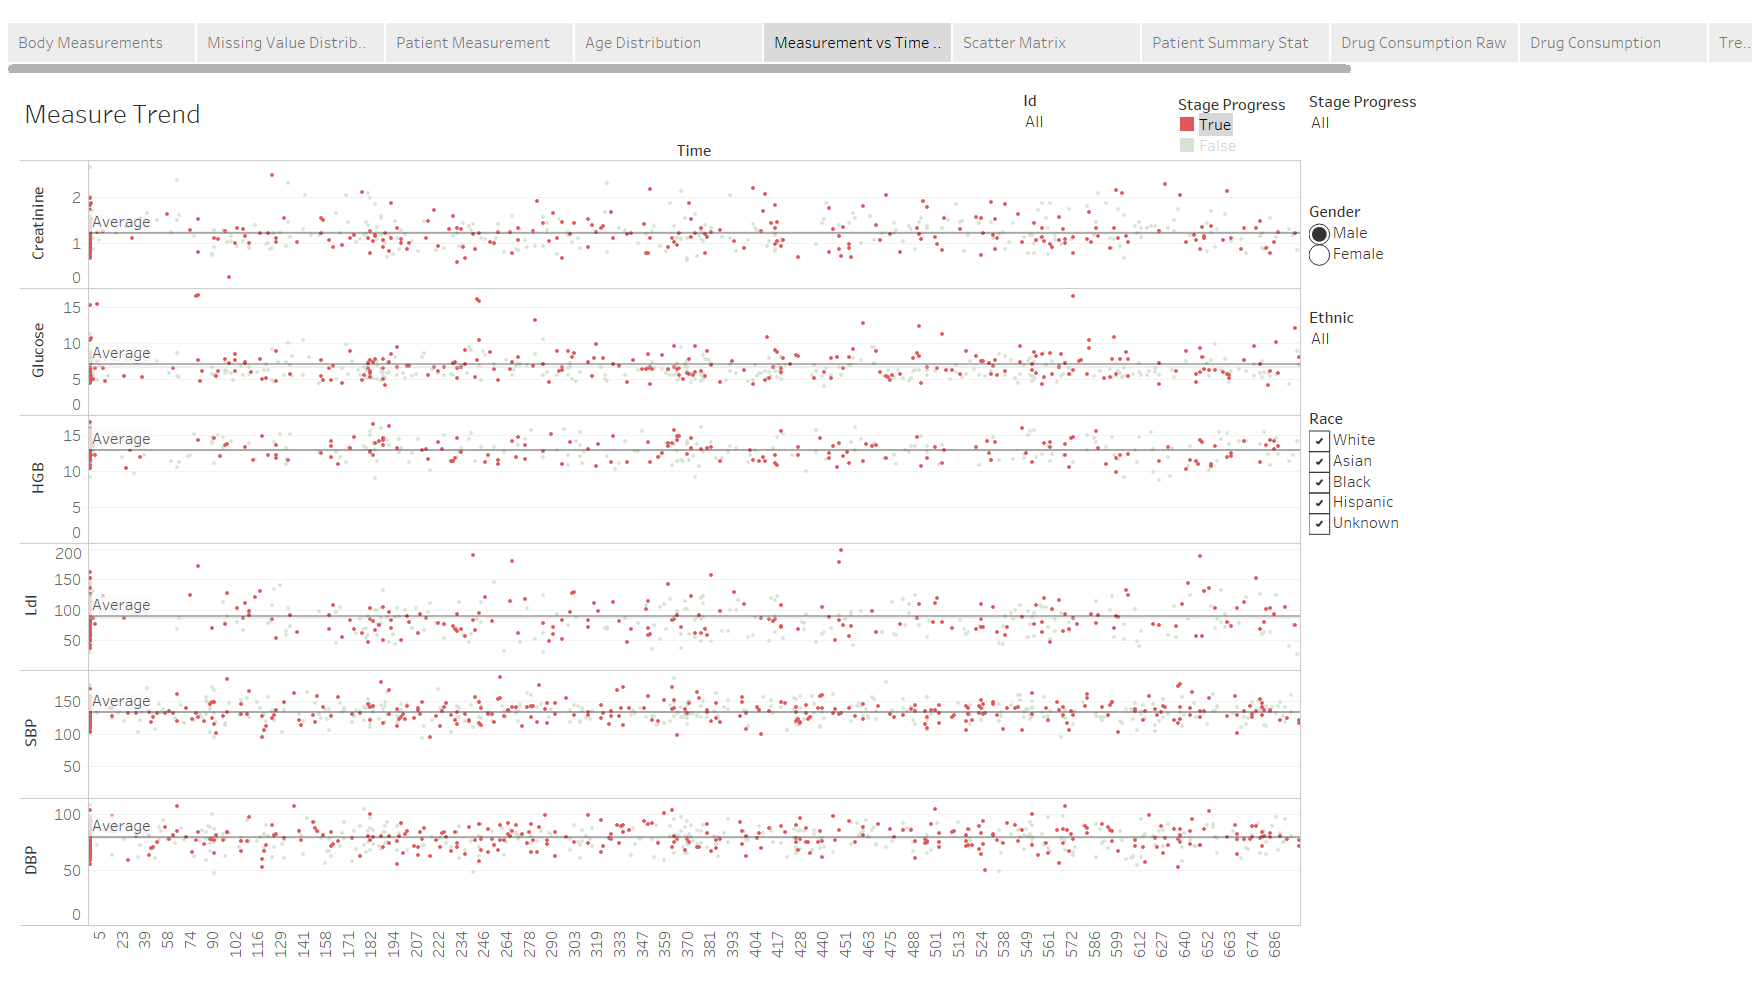 Body Measurements Missing Value Distrib.. Patient Measurement Age Distribution Measurement vs Time .. Scatter Matrix Patient Summary Stat Drug Consumption Raw Drug Consumption Tre..
Measure Trend
Id
All
Stage Progress
True
False
Stage Progress
All
Time
Creatinine
2
1
0
Average
Glucose
15
10
5
0
Average
HGB
15
10
5
0
Average
Ldl
200
150
100
50
Average
SBP
150
100
50
Average
DBP
100
50
0
Average
5 23 39 58 74 90 102 116 129 141 158 171 182 194 207 222 234 246 264 278 290 303 319 333 347 359 370 381 393 404 417 428 440 451 463 475 488 501 513 524 538 549 561 572 586 599 612 627 640 652 663 674 686
Gender
Male
Female
Ethnic
All
Race
White
Asian
Black
Hispanic
Unknown